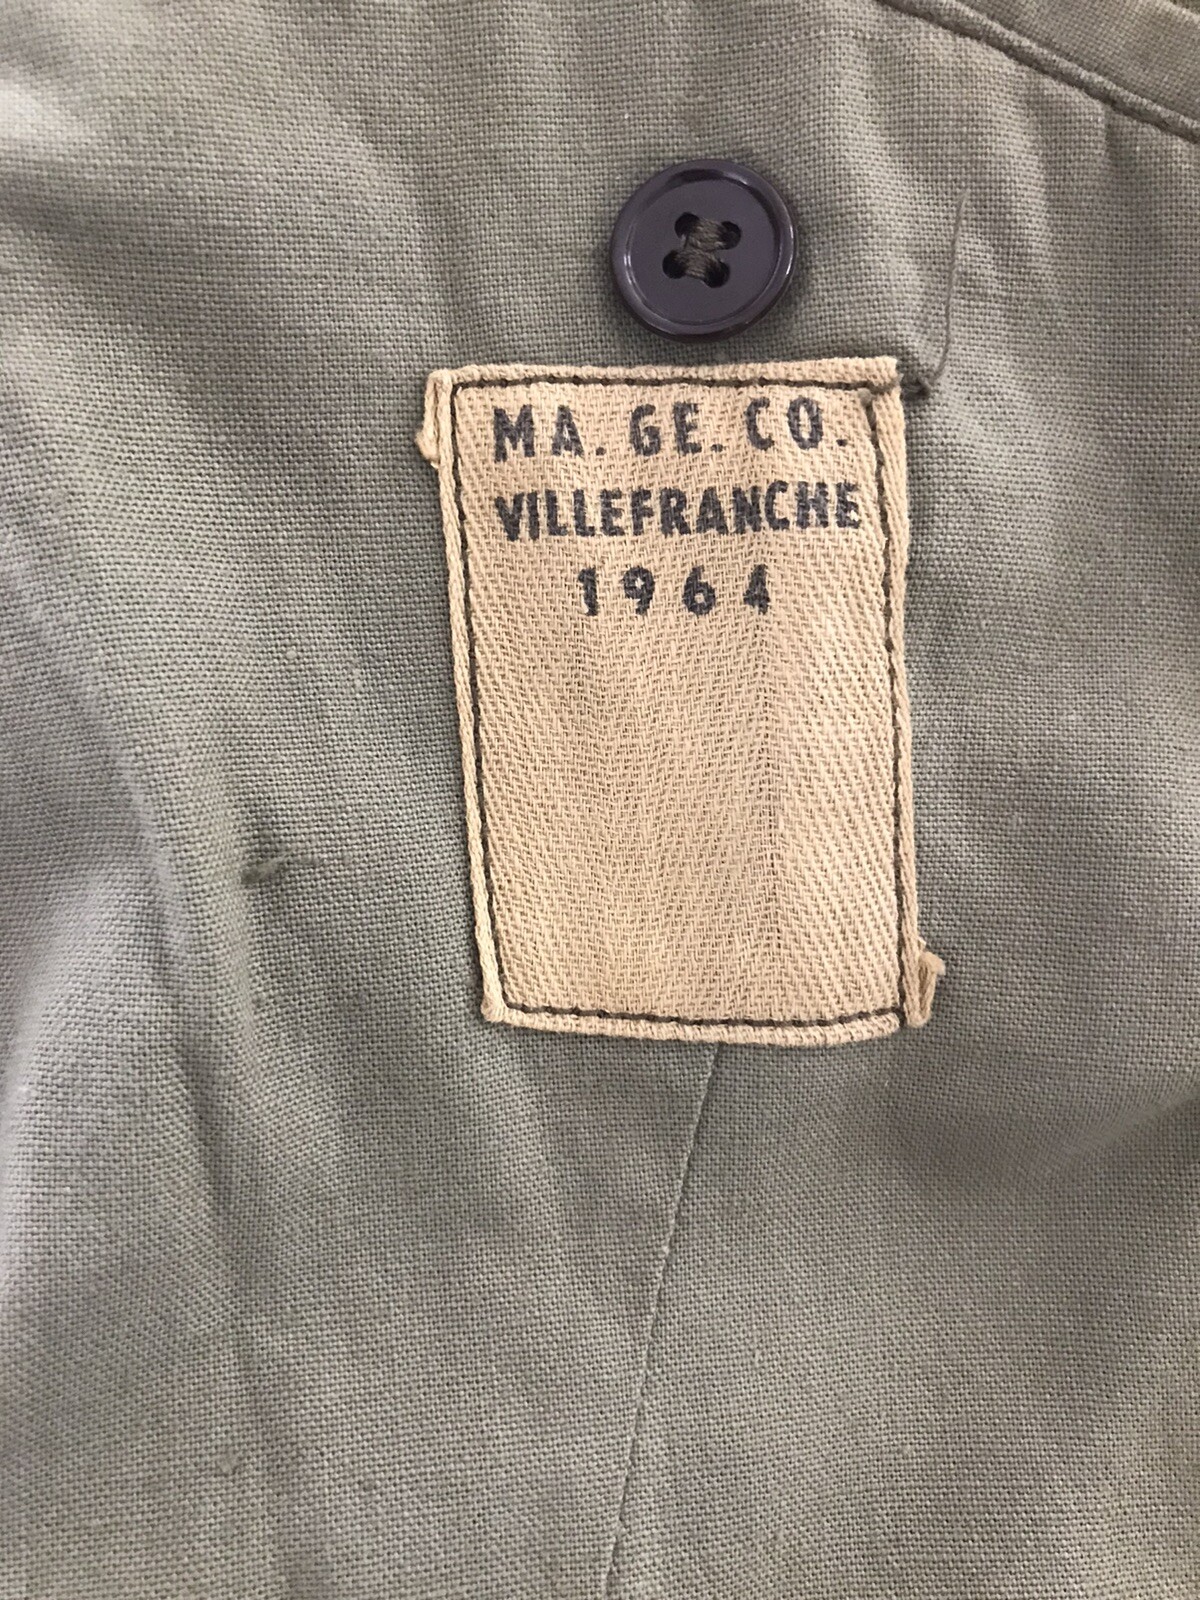 MA. GE. CO.
VILLEFRANCHE
1964